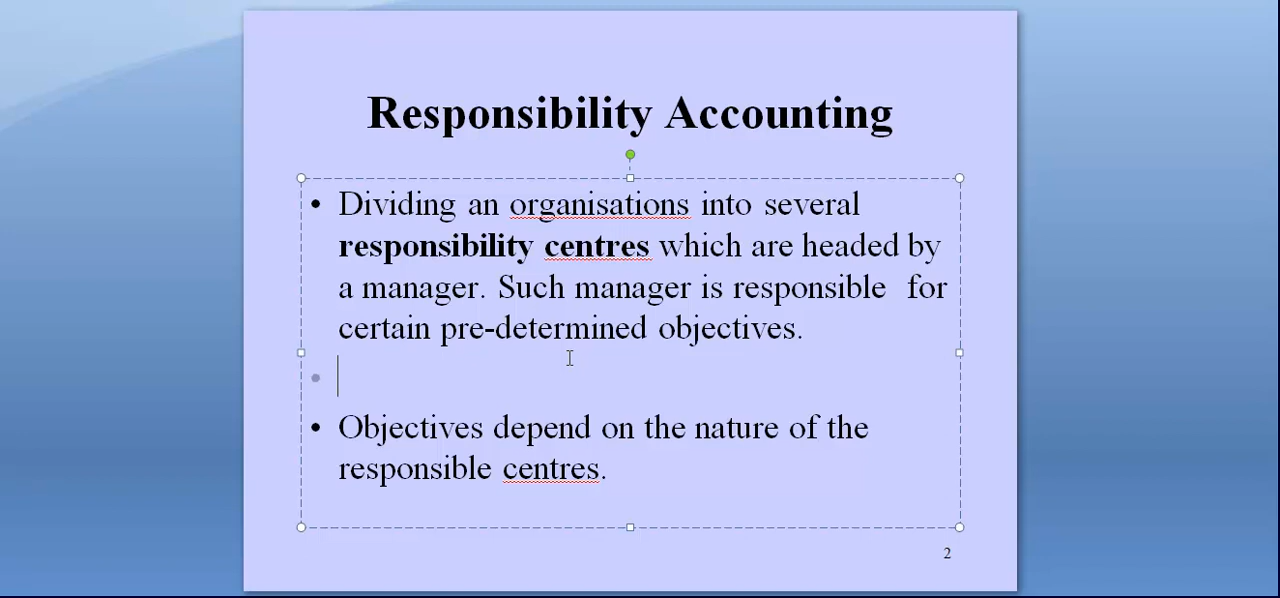 Responsibility Accounting
• Dividing an organisations into several
responsibility centres which are headed by
a manager. Such manager is responsible  for
certain pre-determined objectives.
•
• Objectives depend on the nature of the
responsible centres.
2